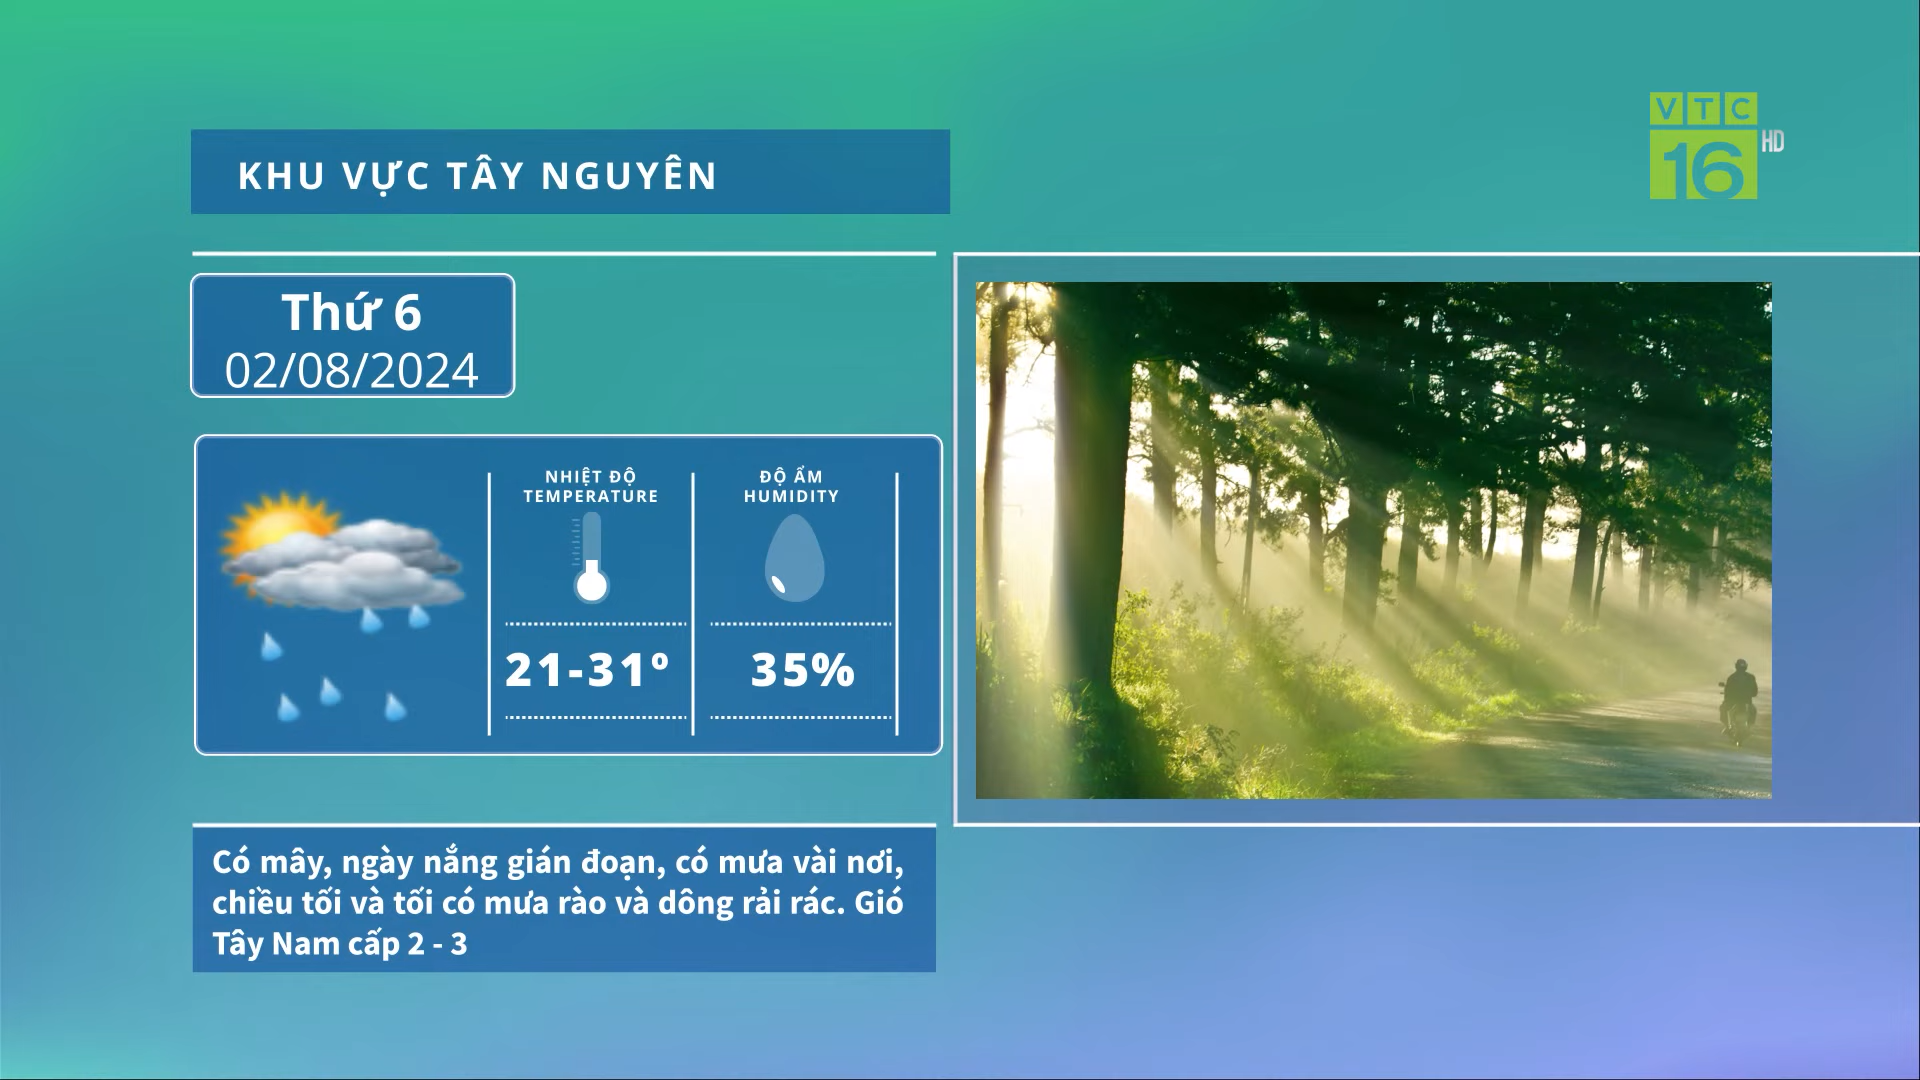 VTC
16
HD
KHU VỰC TÂY NGUYÊN
Thứ 6
02/08/2024
NHIỆT ĐỘ
TEMPERATURE
21-31º
ĐỘ ẨM
HUMIDITY
35%
Có mây, ngày nắng gián đoạn, có mưa vài nơi,
chiều tối và tối có mưa rào và dông rải rác. Gió
Tây Nam cấp 2 - 3